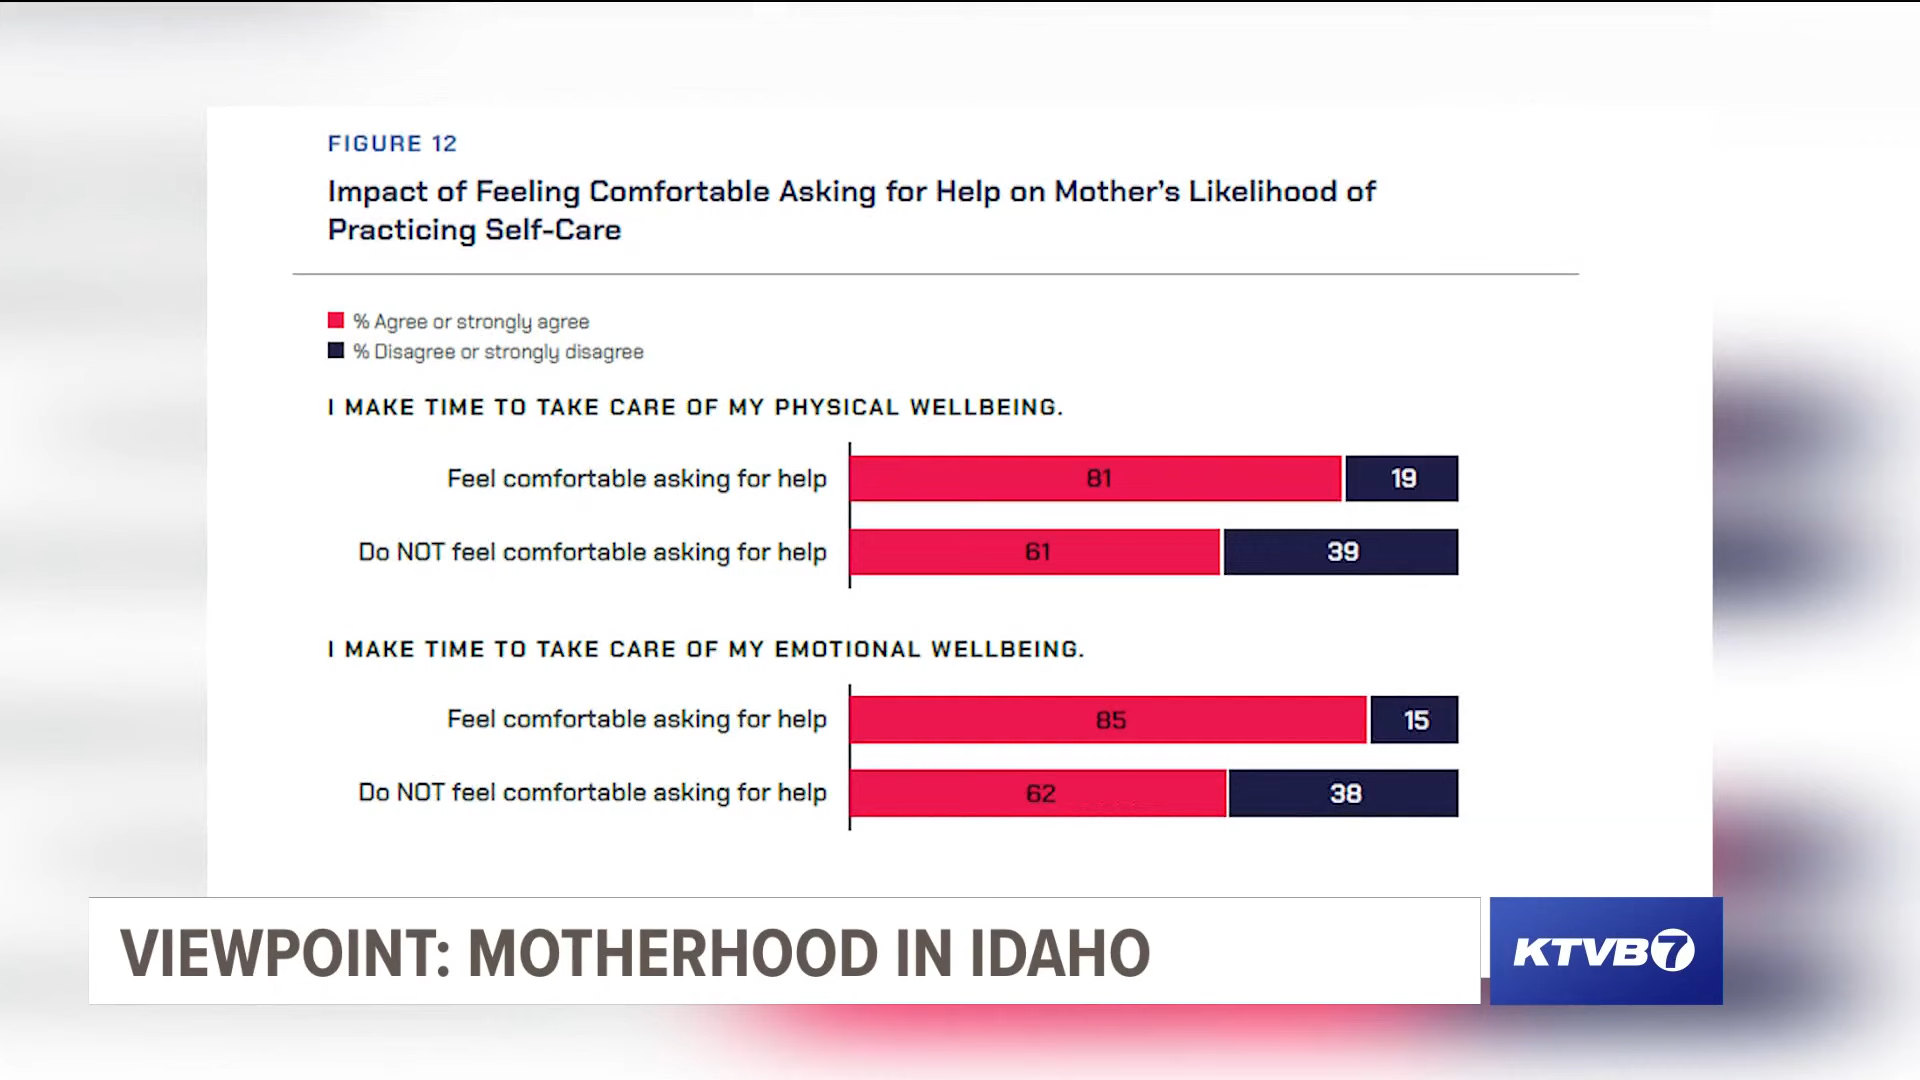 FIGURE 12
Impact of Feeling Comfortable Asking for Help on Mother's Likelihood of
Practicing Self-Care
% Agree or strongly agree
% Disagree or strongly disagree
I MAKE TIME TO TAKE CARE OF MY PHYSICAL WELLBEING.
Feel comfortable asking for help 81 19
Do NOT feel comfortable asking for help 61 39
I MAKE TIME TO TAKE CARE OF MY EMOTIONAL WELLBEING.
Feel comfortable asking for help 85 15
Do NOT feel comfortable asking for help 62 38
VIEWPOINT: MOTHERHOOD IN IDAHO
KTVB7